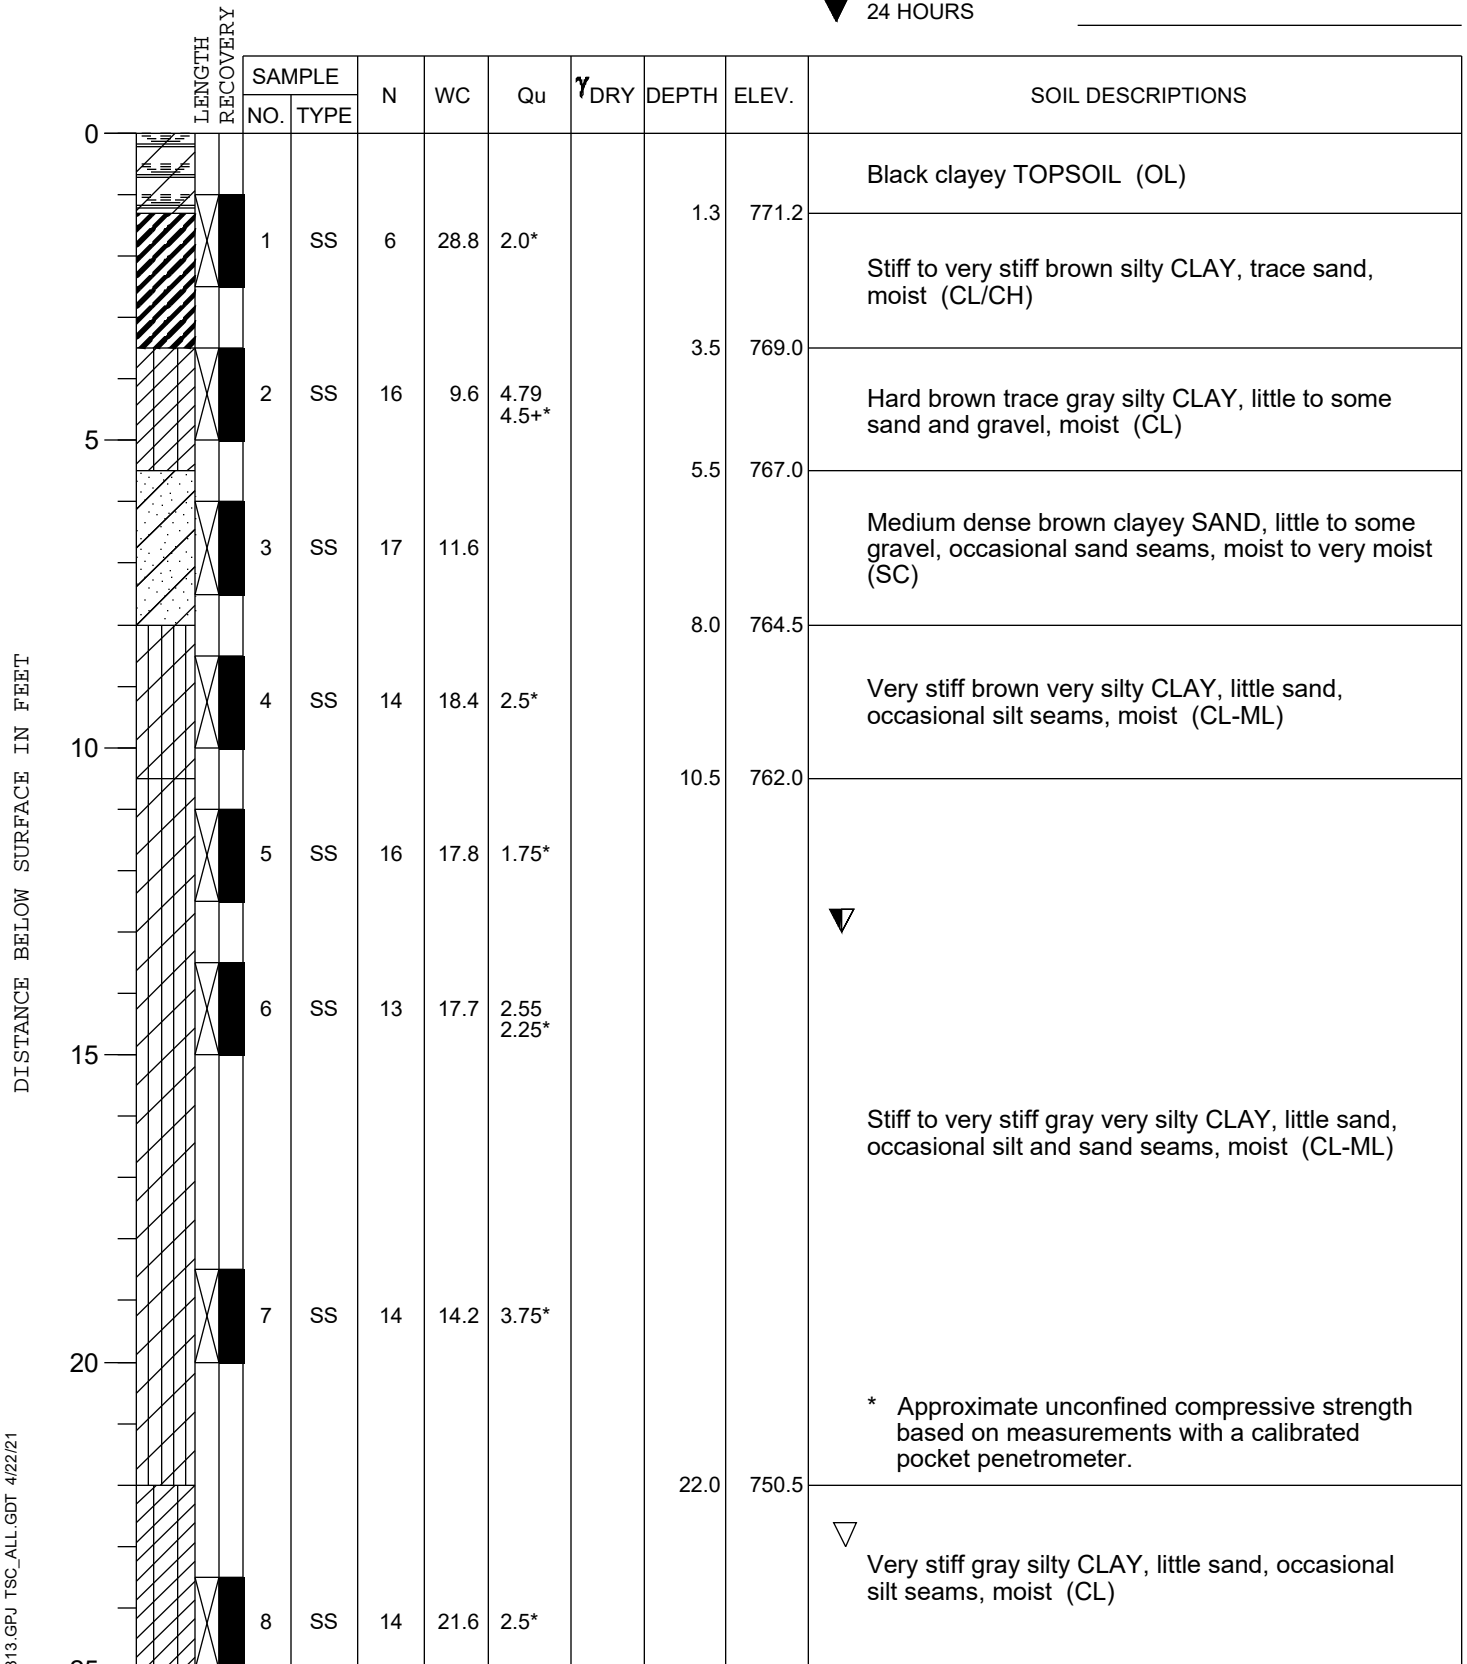 24 HOURS
LENGTH
RECOVERY
SAMPLE
NO. TYPE
N
WC
Qu
γDRY
DEPTH
ELEV.
SOIL DESCRIPTIONS
0
Black clayey TOPSOIL (OL)
1.3 771.2
1 SS 6 28.8 2.0*
Stiff to very stiff brown silty CLAY, trace sand,
moist (CL/CH)
3.5 769.0
2 SS 16 9.6 4.79
4.5+*
Hard brown trace gray silty CLAY, little to some
sand and gravel, moist (CL)
5
5.5 767.0
Medium dense brown clayey SAND, little to some
gravel, occasional sand seams, moist to very moist
(SC)
3 SS 17 11.6
8.0 764.5
4 SS 14 18.4 2.5*
Very stiff brown very silty CLAY, little sand,
occasional silt seams, moist (CL-ML)
10
10.5 762.0
5 SS 16 17.8 1.75*
6 SS 13 17.7 2.55
2.25*
15
Stiff to very stiff gray very silty CLAY, little sand,
occasional silt and sand seams, moist (CL-ML)
7 SS 14 14.2 3.75*
20
* Approximate unconfined compressive strength
based on measurements with a calibrated
pocket penetrometer.
22.0 750.5
Very stiff gray silty CLAY, little sand, occasional
silt seams, moist (CL)
8 SS 14 21.6 2.5*
DISTANCE BELOW SURFACE IN FEET
313.GPJ TSC_ALL.GDT 4/22/21